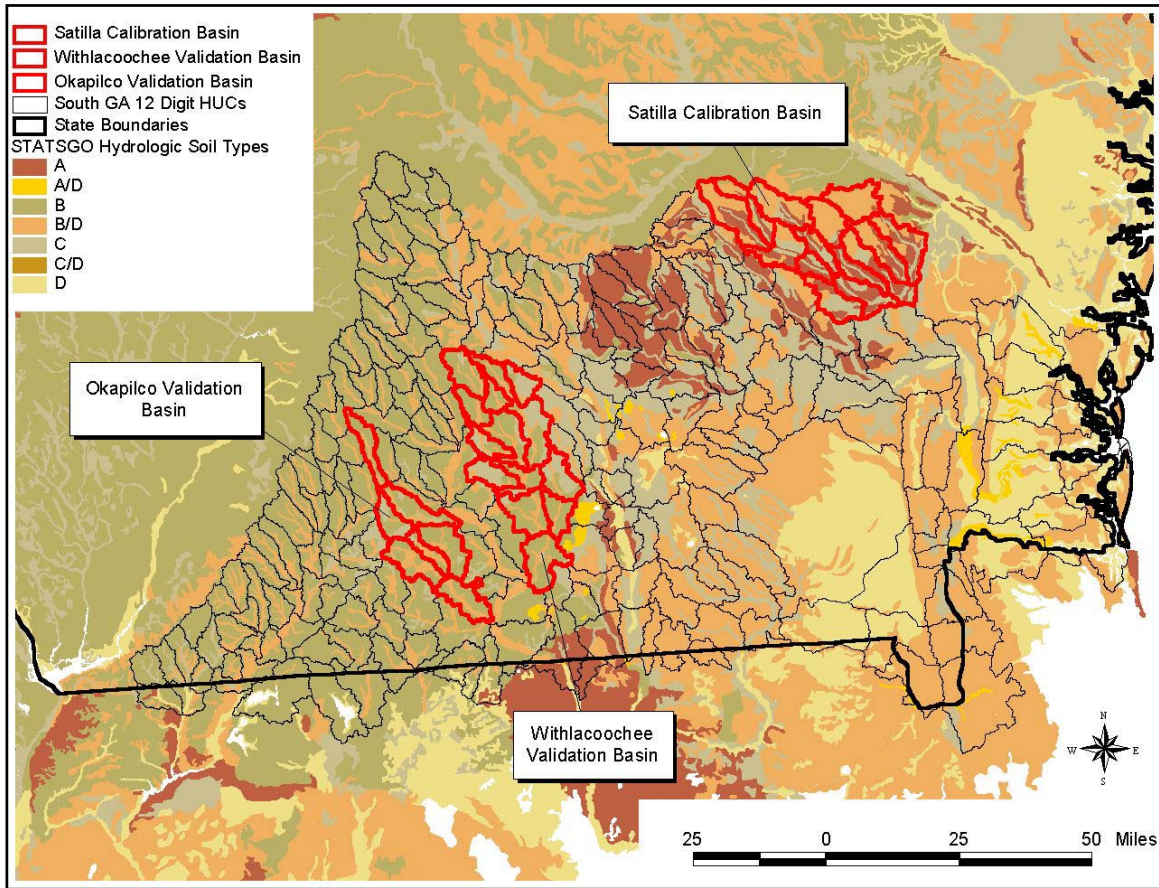 Satilla Basin
Withlacoochee Validation Basin
Okapilco Validation Basin
South GA 12 Digit HUCs
State Boundaries
STATSGO Hydrologic Soil Types
A
A/D
B
B/D
C
C/D
D
Satilla Calibration Basin
Okapilco Validation
Basin
Withlacoochee
Validation Basin
N
W E
S
25 0 25 50 Miles